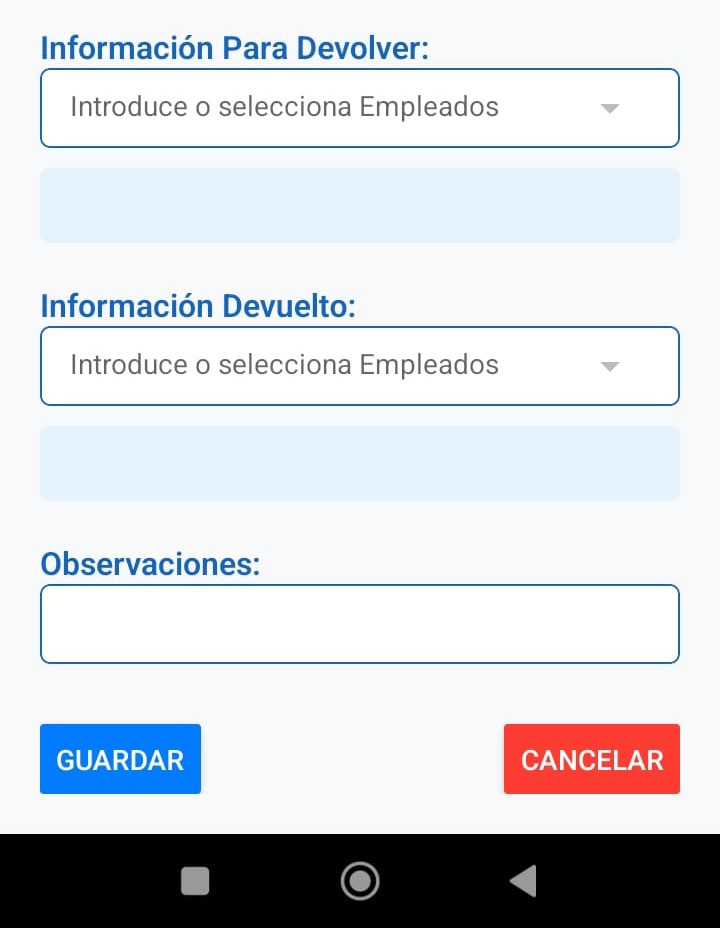 Información Para Devolver:
Introduce o selecciona Empleados
Información Devuelto:
Introduce o selecciona Empleados
Observaciones:
GUARDAR
CANCELAR